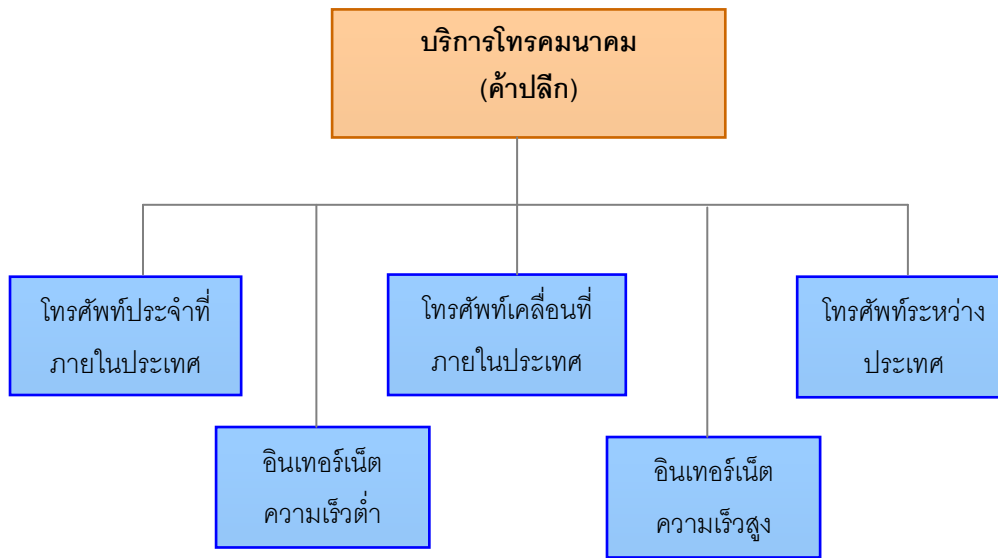 บริการโทรคมนาคม
(ค้าปลีก)
โทรศัพท์ประจำที่
ภายในประเทศ
โทรศัพท์เคลื่อนที่
ภายในประเทศ
โทรศัพท์ระหว่าง
ประเทศ
อินเทอร์เน็ต
ความเร็วต่ำ
อินเทอร์เน็ต
ความเร็วสูง